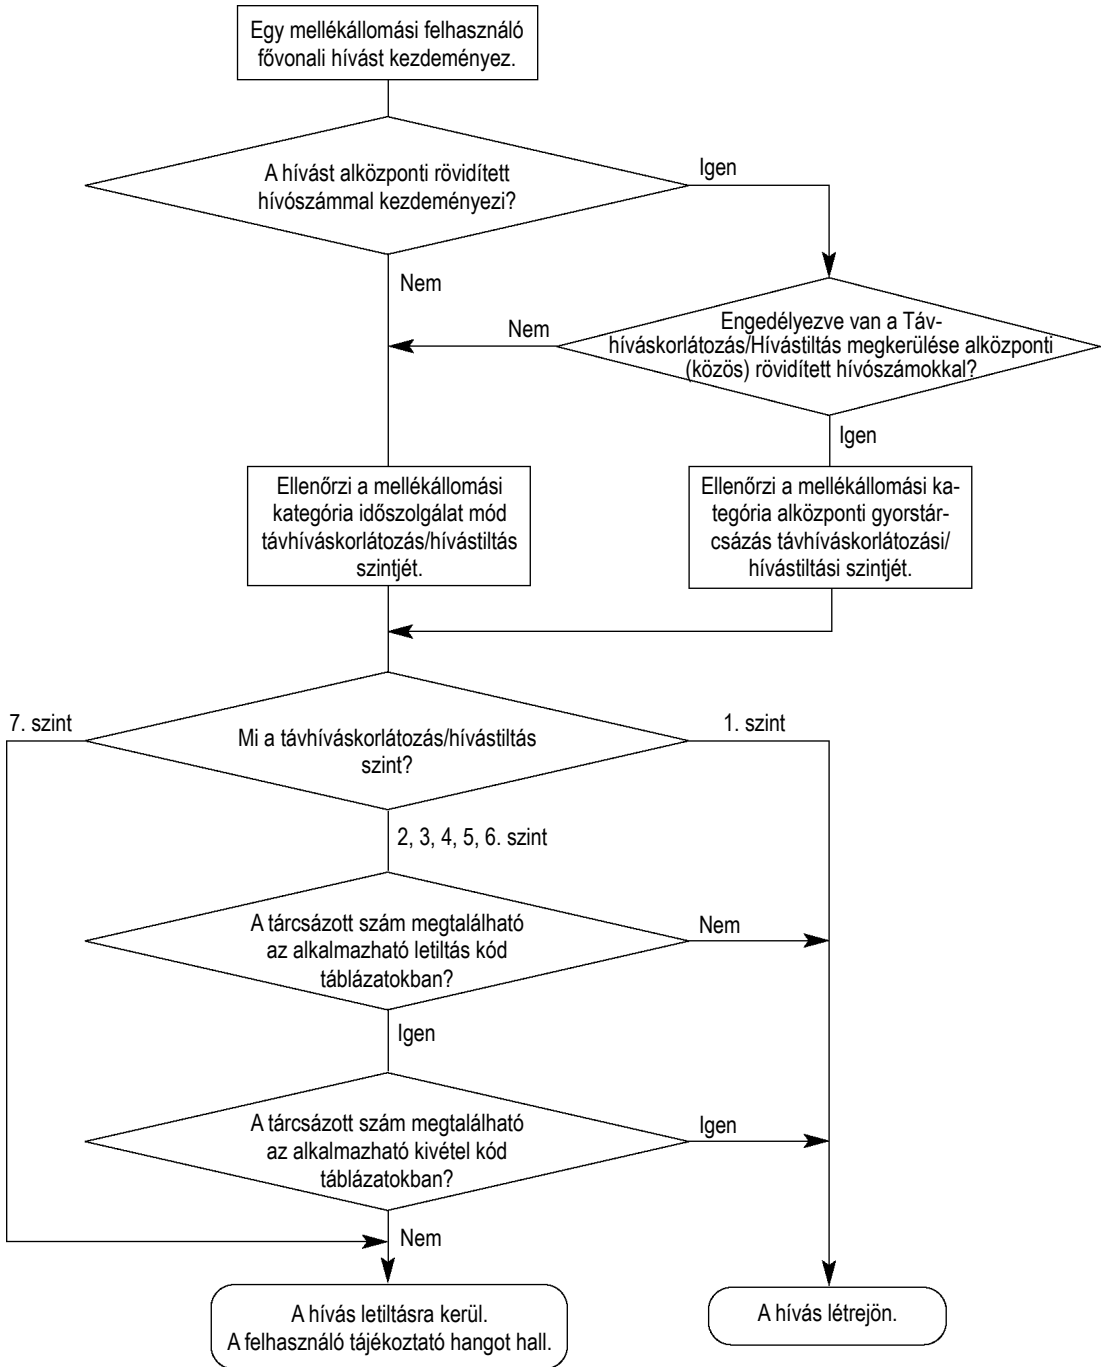 Egy mellékállomási felhasználó
fővonali hívást kezdeményez.
A hívást alközponti rövidített
hívószámmal kezdeményezi?
Igen
Nem
Engedélyezve van a Táv-
híváskorlátozás/Hívástiltás megkerülése alközponti
(közös) rövidített hívószámokkal?
Nem
Igen
Ellenőrzi a mellékállomási
kategória időszolgálat mód
távhíváskorlátozás/hívástiltás
szintjét.
Ellenőrzi a mellékállomási ka-
tegória alközponti gyorstár-
csázás távhíváskorlátozási/
hívástiltási szintjét.
7. szint
Mi a távhíváskorlátozás/hívástiltás
szint?
1. szint
2, 3, 4, 5, 6. szint
A tárcsázott szám megtalálható
az alkalmazható letiltás kód
táblázatokban?
Nem
Igen
A tárcsázott szám megtalálható
az alkalmazható kivétel kód
táblázatokban?
Igen
Nem
A hívás letiltásra kerül.
A felhasználó tájékoztató hangot hall.
A hívás létrejön.